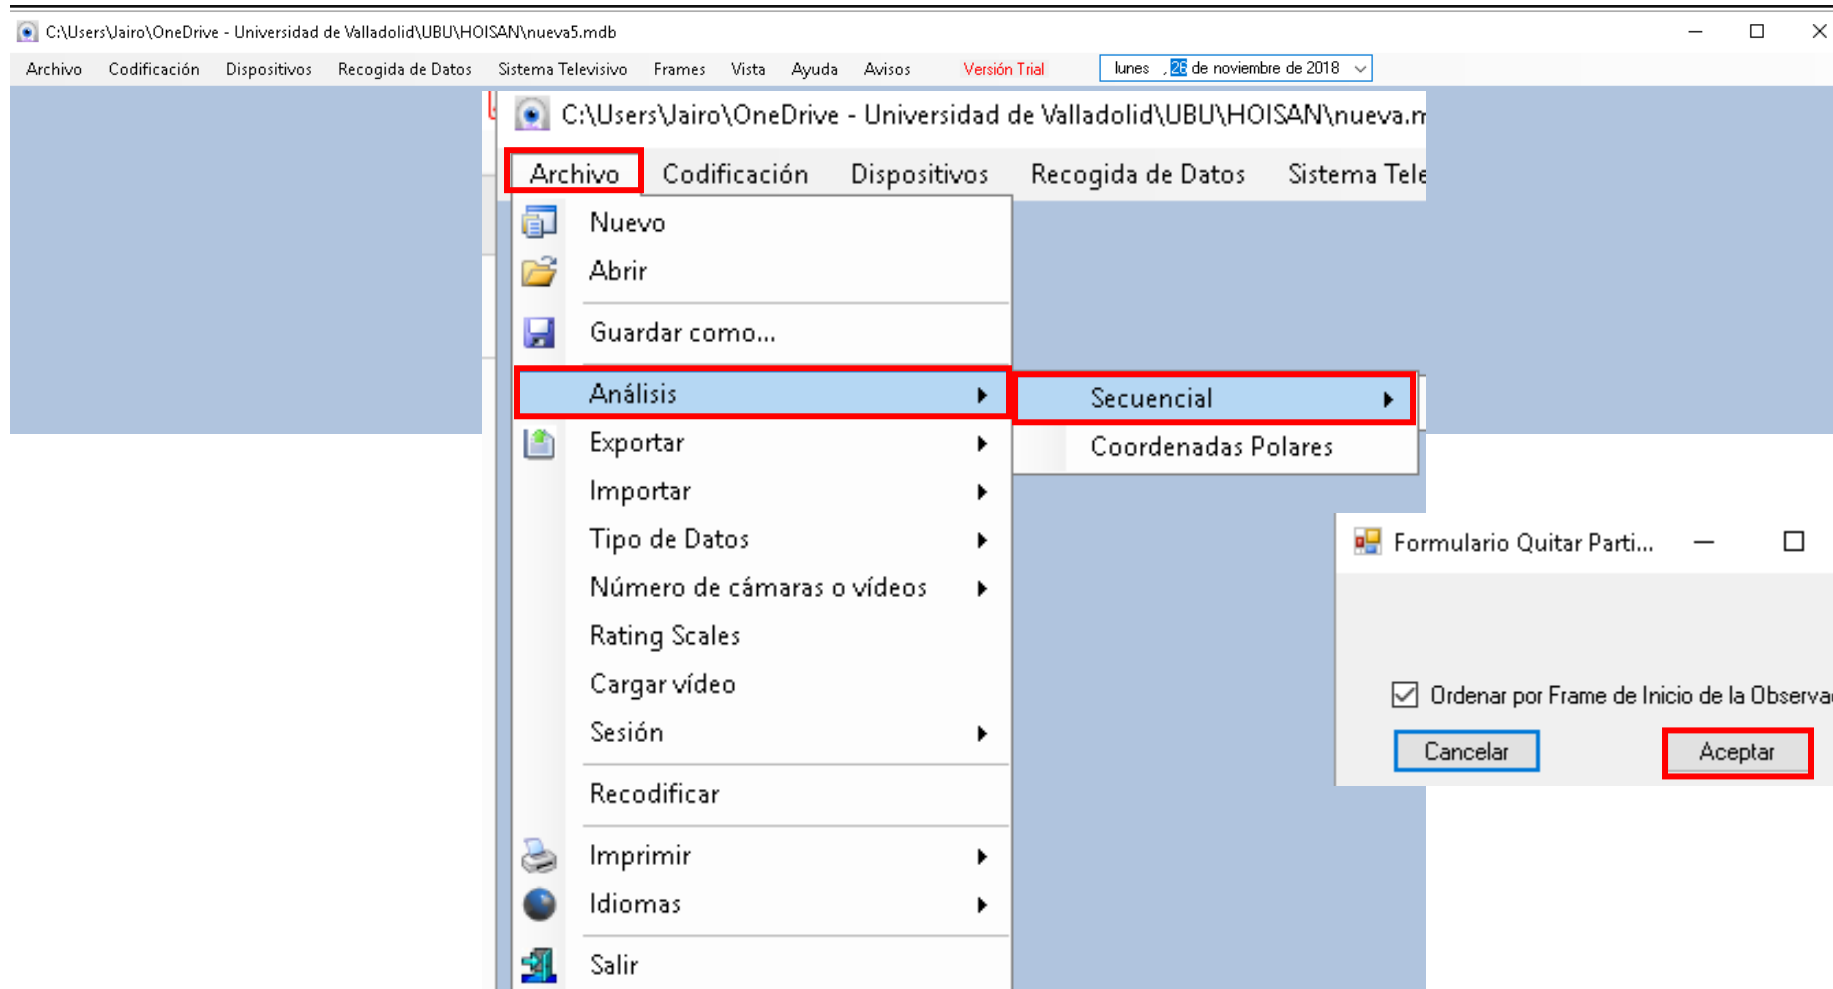 C:\Users\Jairo\OneDrive - Universidad de Valladolid\UBU\HOISAN\nueva5.mdb
Archivo Codificación Dispositivos Recogida de Datos Sistema Televisivo Frames Vista Ayuda Avisos Versión Trial lunes , 26 de noviembre de 2018
C:\Users\Jairo\OneDrive - Universidad de Valladolid\UBU\HOISAN\nueva.m
Archivo Codificación Dispositivos Recogida de Datos Sistema Tele
Nuevo
Abrir
Guardar como...
Análisis Secuencial
Exportar Coordenadas Polares
Importar
Tipo de Datos Formulario Quitar Parti...
Número de cámaras o vídeos
Rating Scales
Cargar vídeo Ordenar por Frame de Inicio de la Observa
Sesión Cancelar Aceptar
Recodificar
Imprimir
Idiomas
Salir